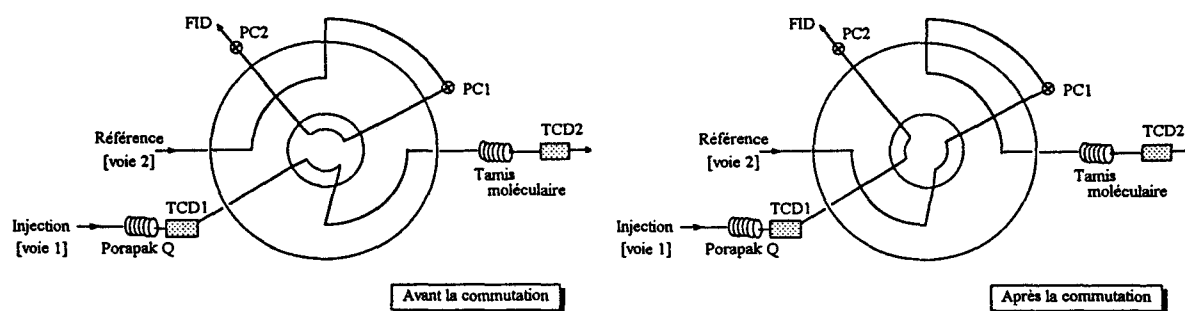 FID
PC2
PC1
Référence
[voie 2]
TCD2
Tamis
moléculaire
TCD1
Injection
[voie 1]
Porapak Q
Avant la commutation
FID
PC2
PC1
Référence
[voie 2]
TCD2
Tamis
moléculaire
TCD1
Injection
[voie 1]
Porapak Q
Après la commutation